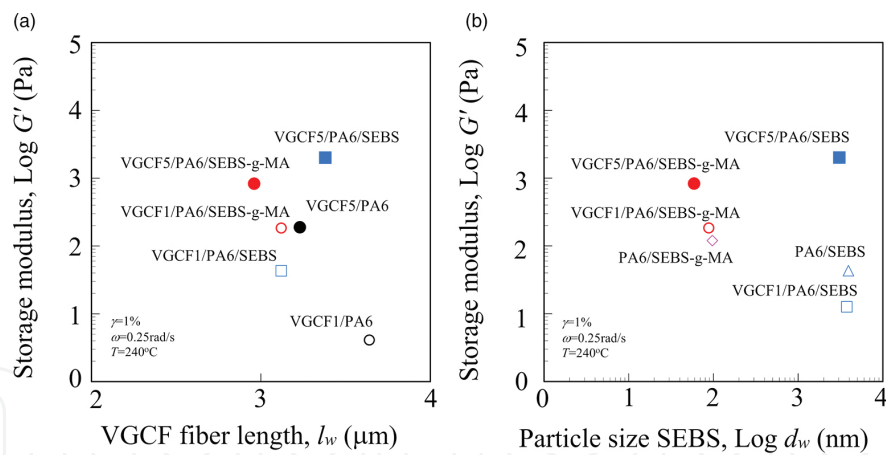 (a)
Storage modulus, Log G′ (Pa)
5
4
3
2
1
0
VGCF5/PA6/SEBS
VGCF5/PA6/SEBS-g-MA
VGCF1/PA6/SEBS-g-MA
VGCF5/PA6
VGCF1/PA6/SEBS
VGCF1/PA6
γ=1%
ω=0.25rad/s
T=240°C
2 3 4
VGCF fiber length, lw (μm)
(b)
Storage modulus, Log G′ (Pa)
5
4
3
2
1
0
VGCF5/PA6/SEBS
VGCF5/PA6/SEBS-g-MA
VGCF1/PA6/SEBS-g-MA
PA6/SEBS-g-MA
PA6/SEBS
VGCF1/PA6/SEBS
γ=1%
ω=0.25rad/s
T=240°C
0 1 2 3 4
Particle size SEBS, Log dw (nm)